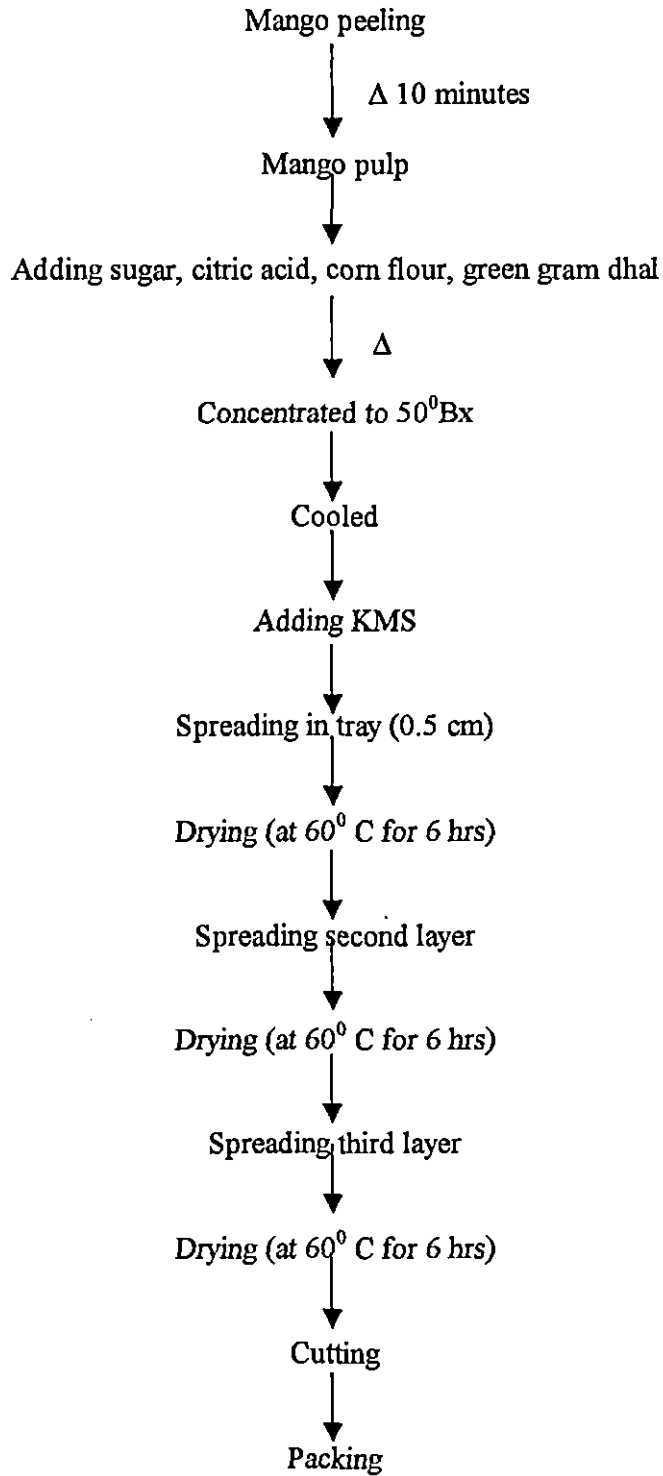 Mango peeling
Δ 10 minutes
Mango pulp
Adding sugar, citric acid, corn flour, green gram dhal
Δ
Concentrated to 50⁰Bx
Cooled
Adding KMS
Spreading in tray (0.5 cm)
Drying (at 60⁰ C for 6 hrs)
Spreading second layer
Drying (at 60⁰ C for 6 hrs)
Spreading third layer
Drying (at 60⁰ C for 6 hrs)
Cutting
Packing